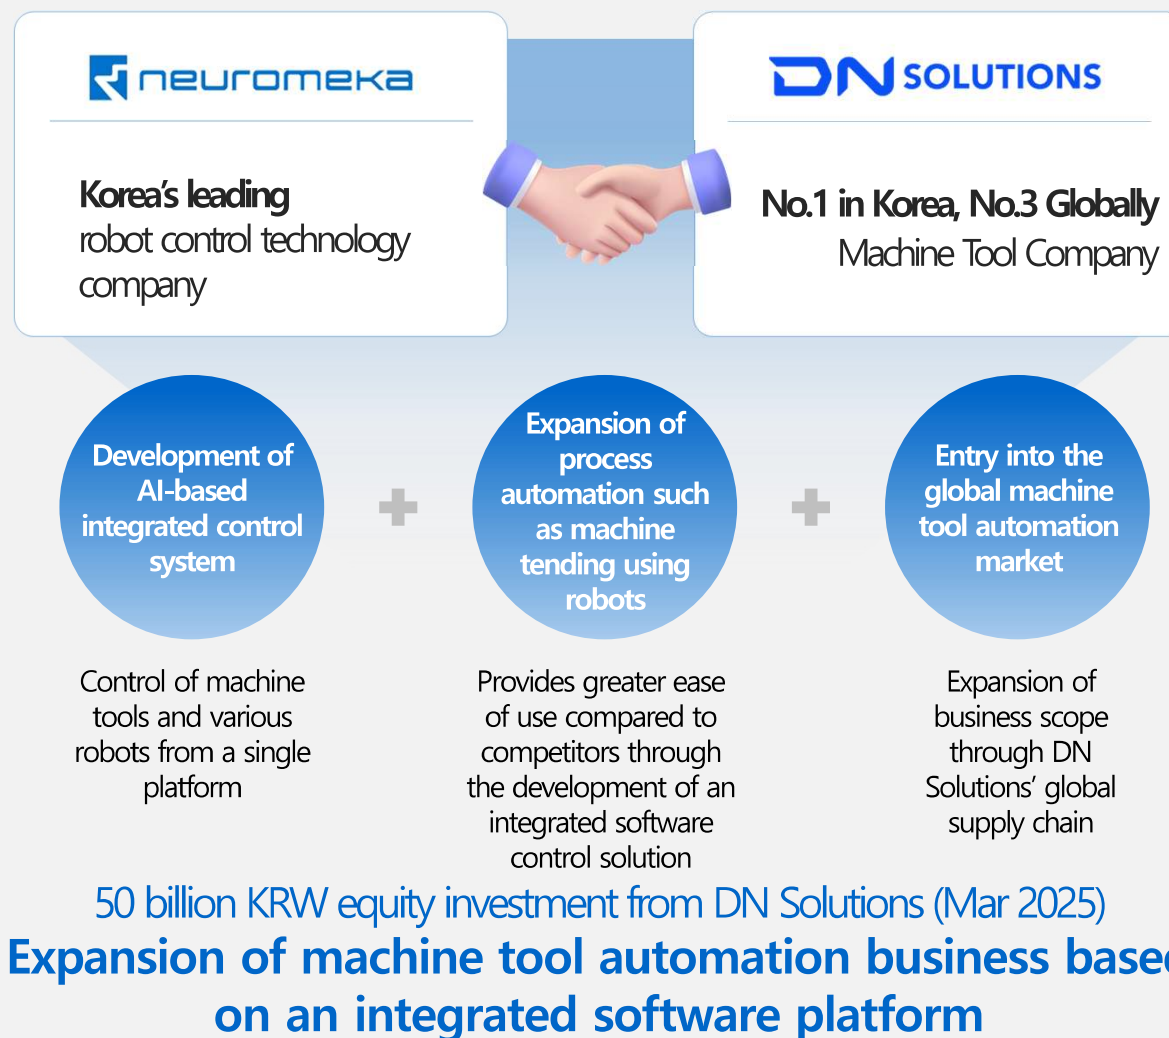 neuromeka
DN SOLUTIONS
Korea's leading
robot control technology
company
No.1 in Korea, No.3 Globally
Machine Tool Company
Development of
AI-based
integrated control
system
Expansion of
process
automation such
as machine
tending using
robots
Entry into the
global machine
tool automation
market
Control of machine
tools and various
robots from a single
platform
Provides greater ease
of use compared to
competitors through
the development of an
integrated software
control solution
Expansion of
business scope
through DN
Solutions' global
supply chain
50 billion KRW equity investment from DN Solutions (Mar 2025)
Expansion of machine tool automation business based
on an integrated software platform